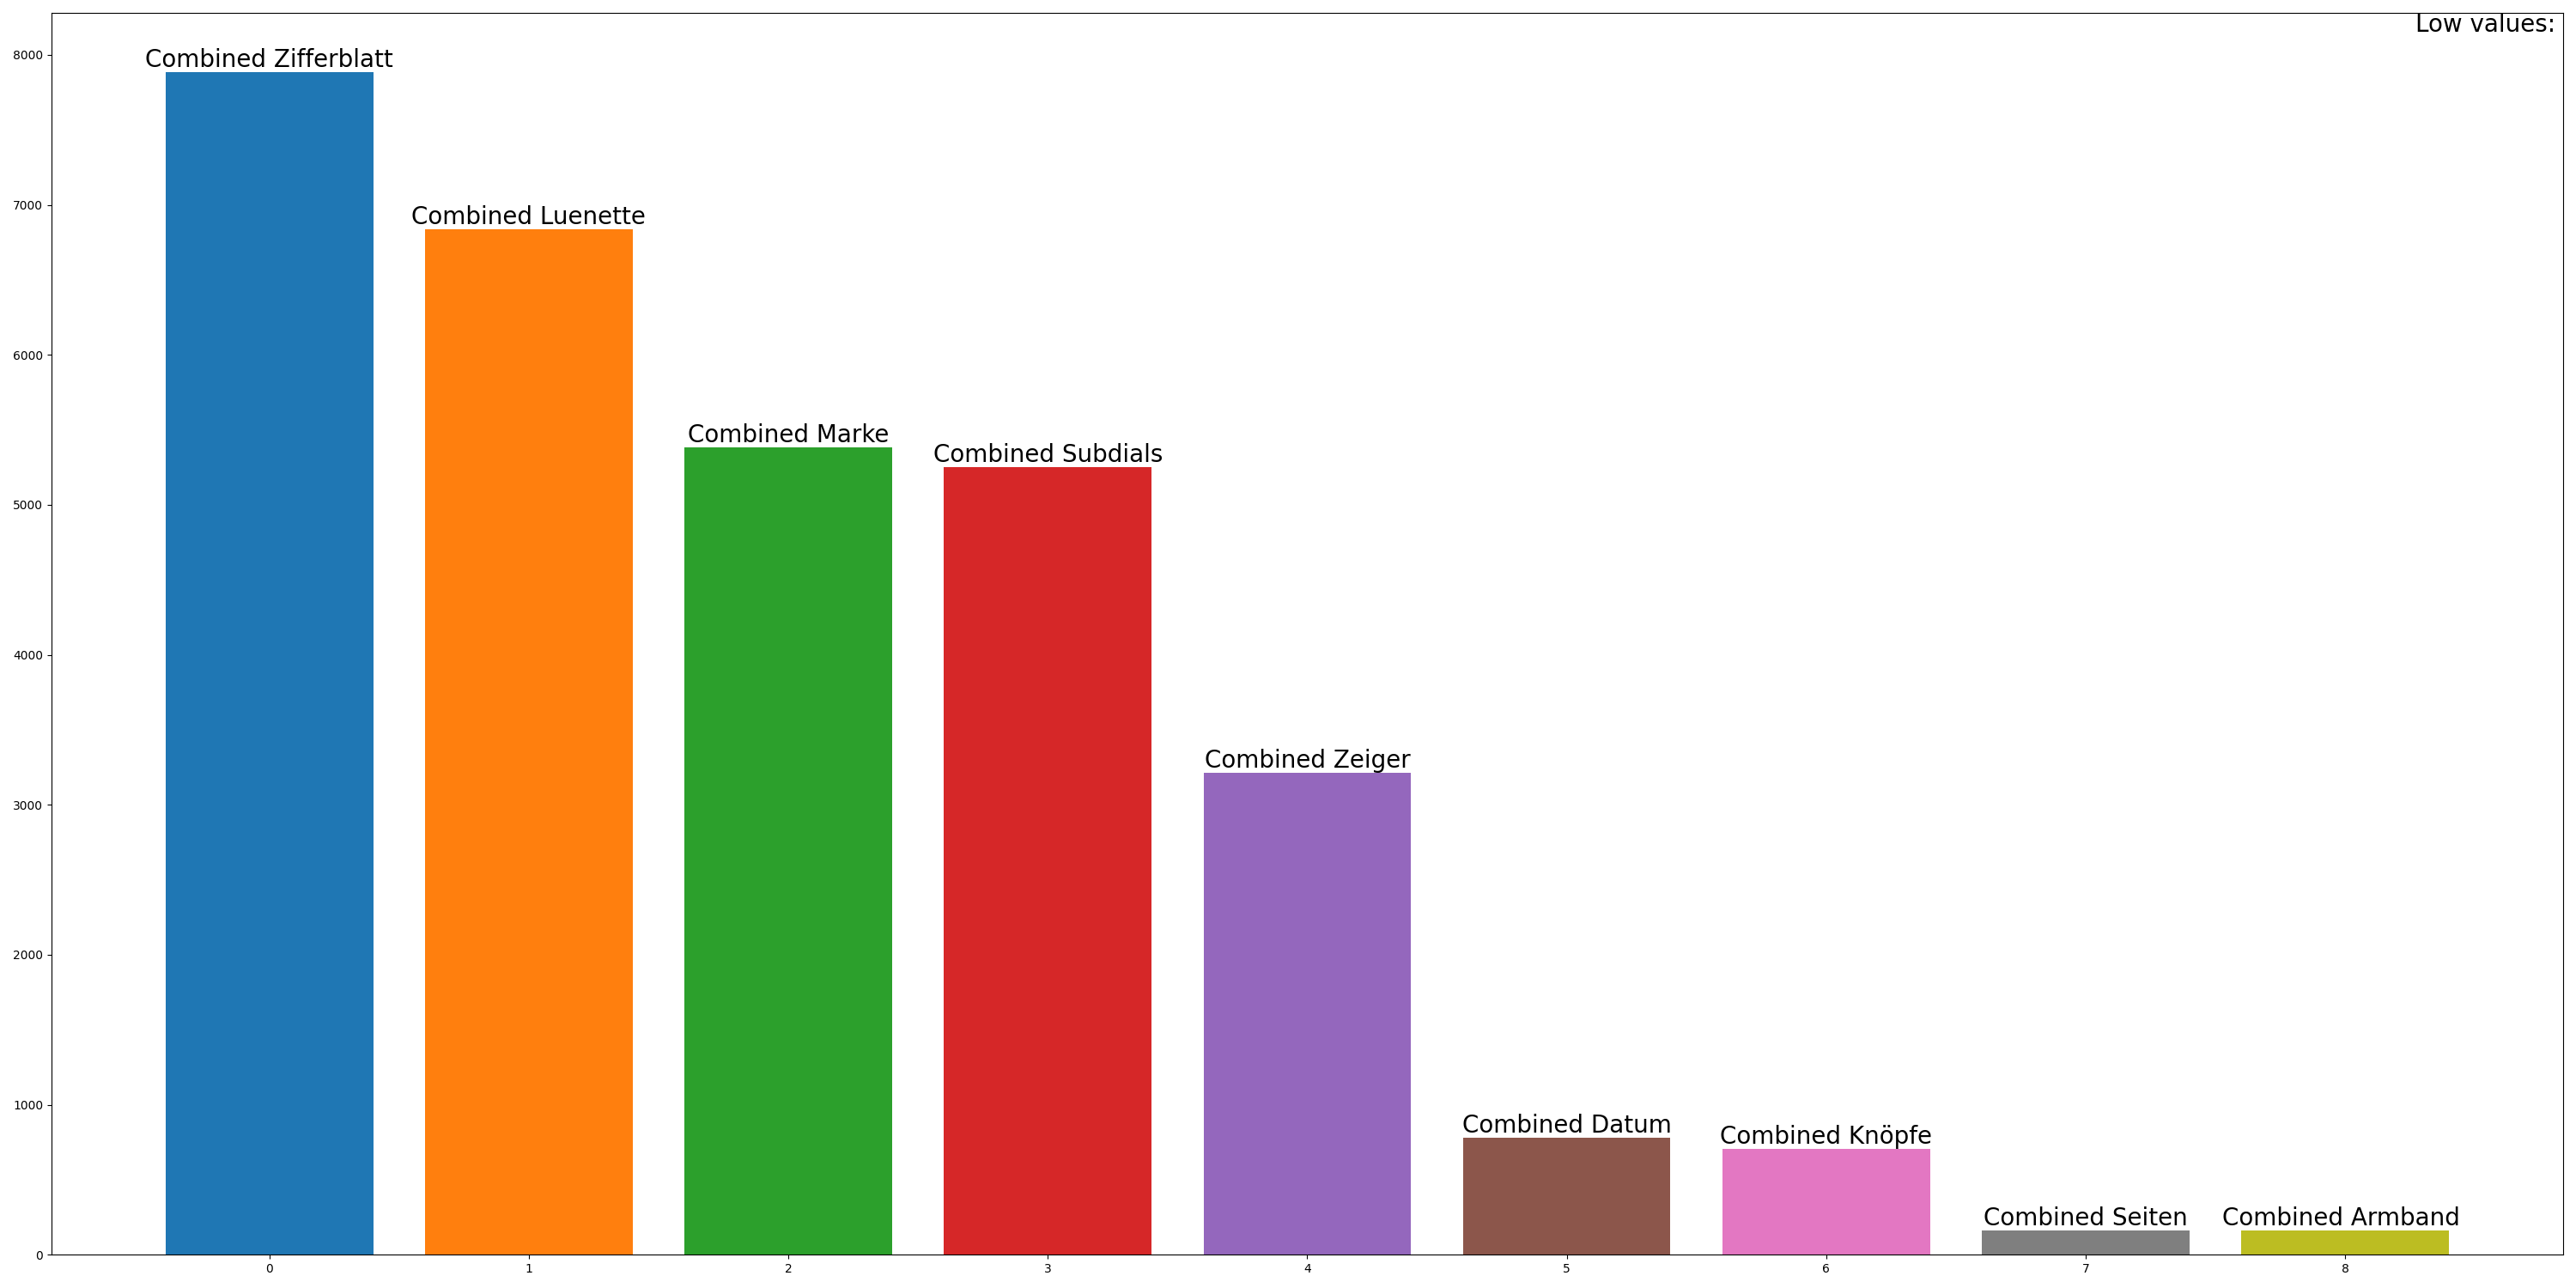 Low values:
8000
7000
6000
5000
4000
3000
2000
1000
0
Combined Zifferblatt
Combined Luenette
Combined Marke
Combined Subdials
Combined Zeiger
Combined Datum
Combined Knöpfe
Combined Seiten
Combined Armband
0 1 2 3 4 5 6 7 8